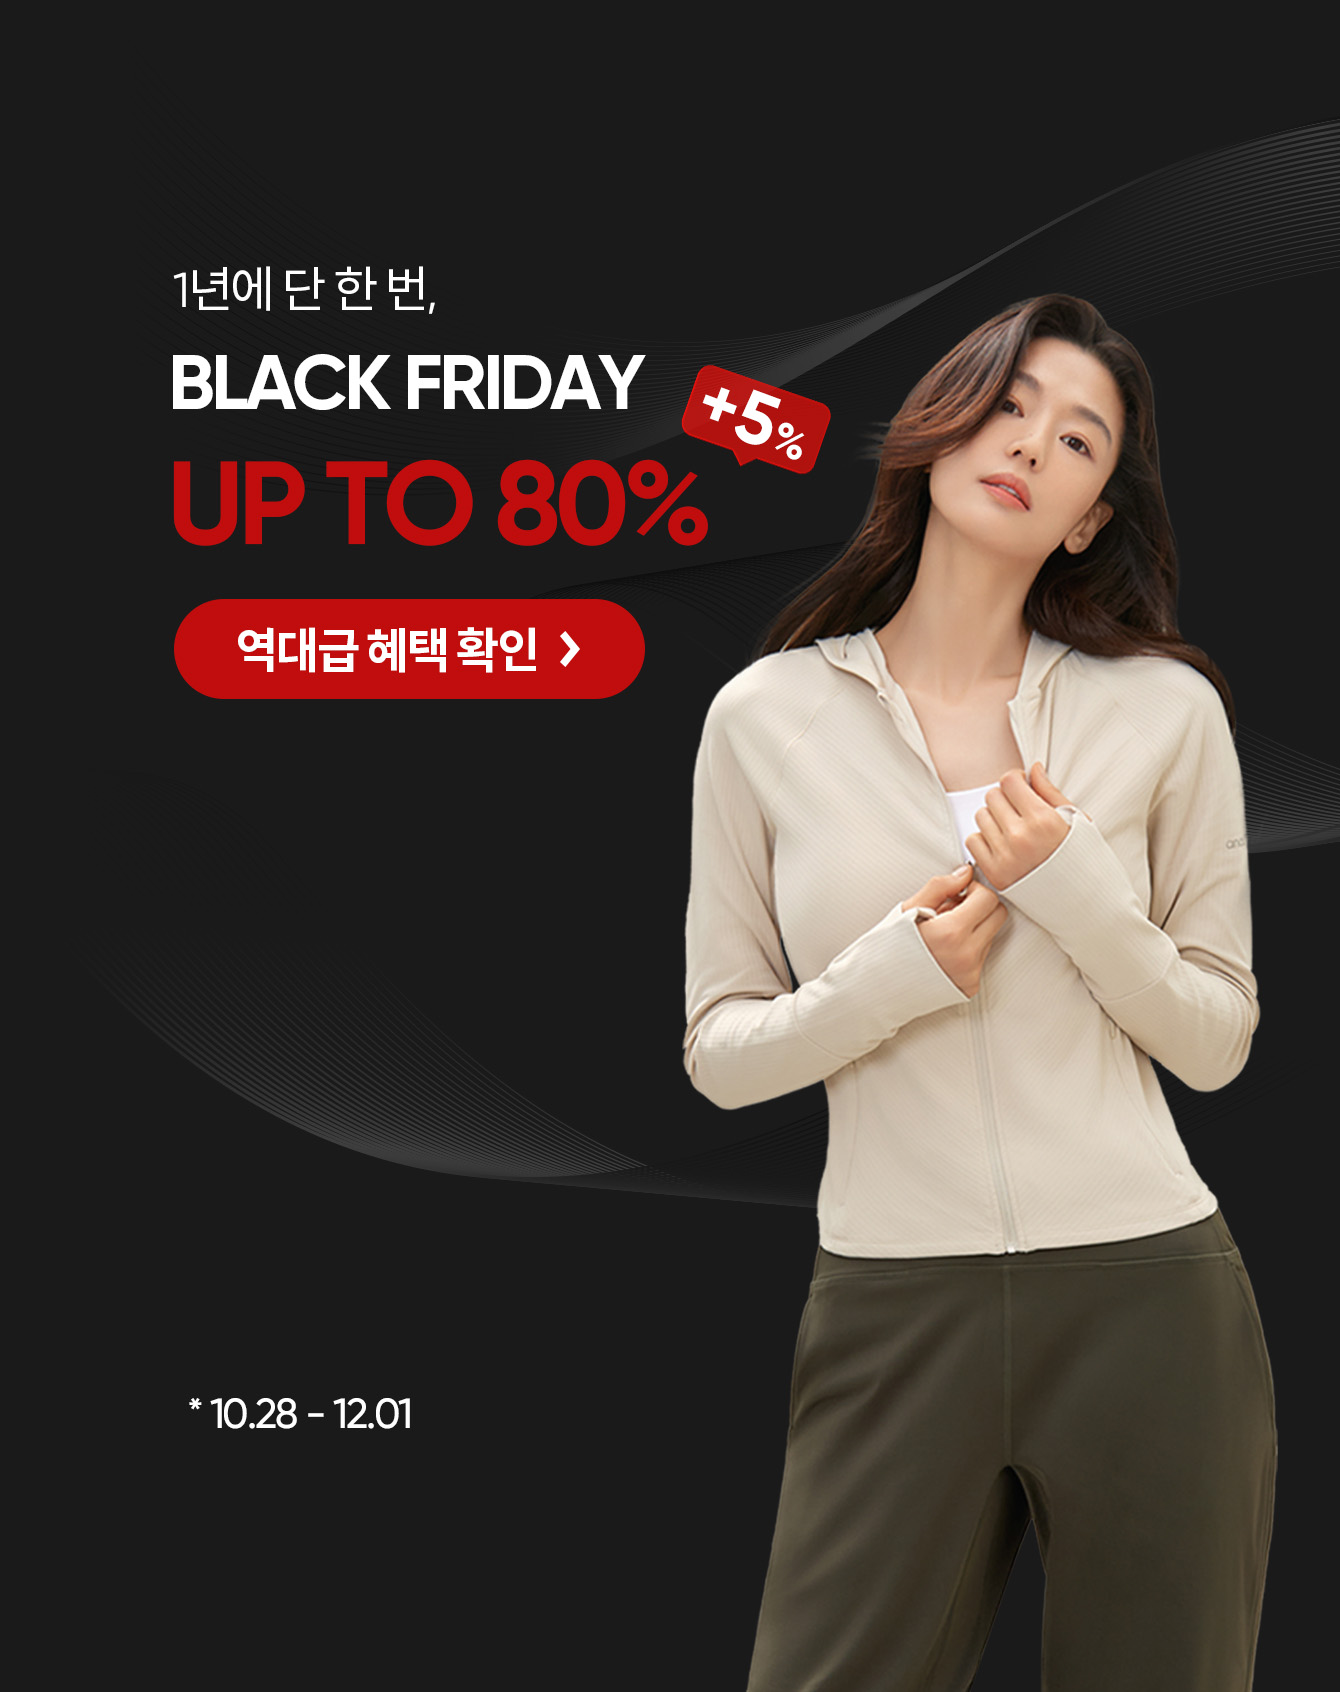 1년에 단 한 번,
BLACK FRIDAY
+5%
UP TO 80%
역대급 혜택 확인 >
* 10.28 - 12.01